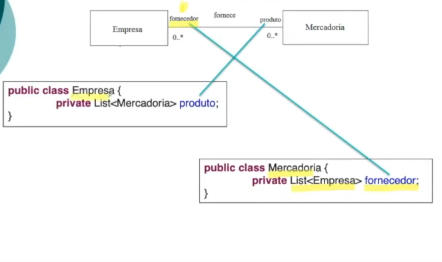 fornecedor fornece produto
Empresa Mercadoria
0..* 0..*
public class Empresa {
private List<Mercadoria> produto;
}
public class Mercadoria {
private List<Empresa> fornecedor;
}